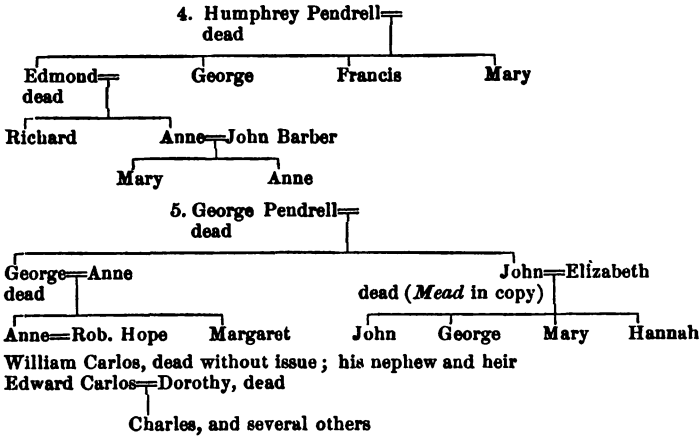 4. Humphrey Pendrell=
dead
Edmond= George Francis Mary
dead
Richard Anne=John Barber
Mary Anne
5. George Pendrell=
dead
George=Anne John=Elizabeth
dead dead (Mead in copy)
Anne=Rob. Hope Margaret John George Mary Hannah
William Carlos, dead without issue; his nephew and heir
Edward Carlos=Dorothy, dead
Charles, and several others